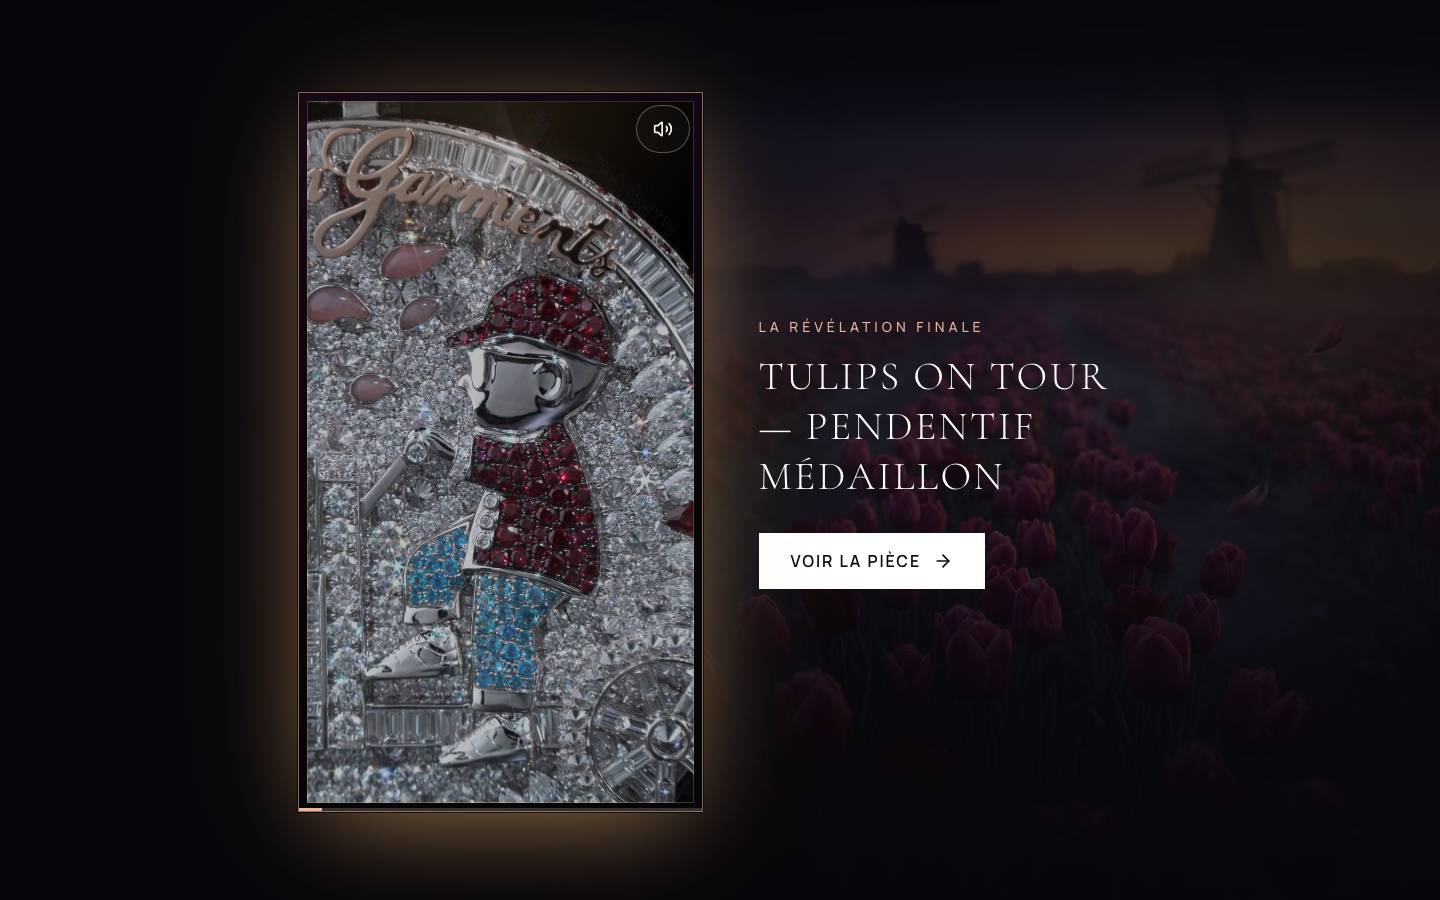 Garments
LA RÉVÉLATION FINALE
TULIPS ON TOUR
— PENDENTIF
MÉDAILLON
VOIR LA PIÈCE